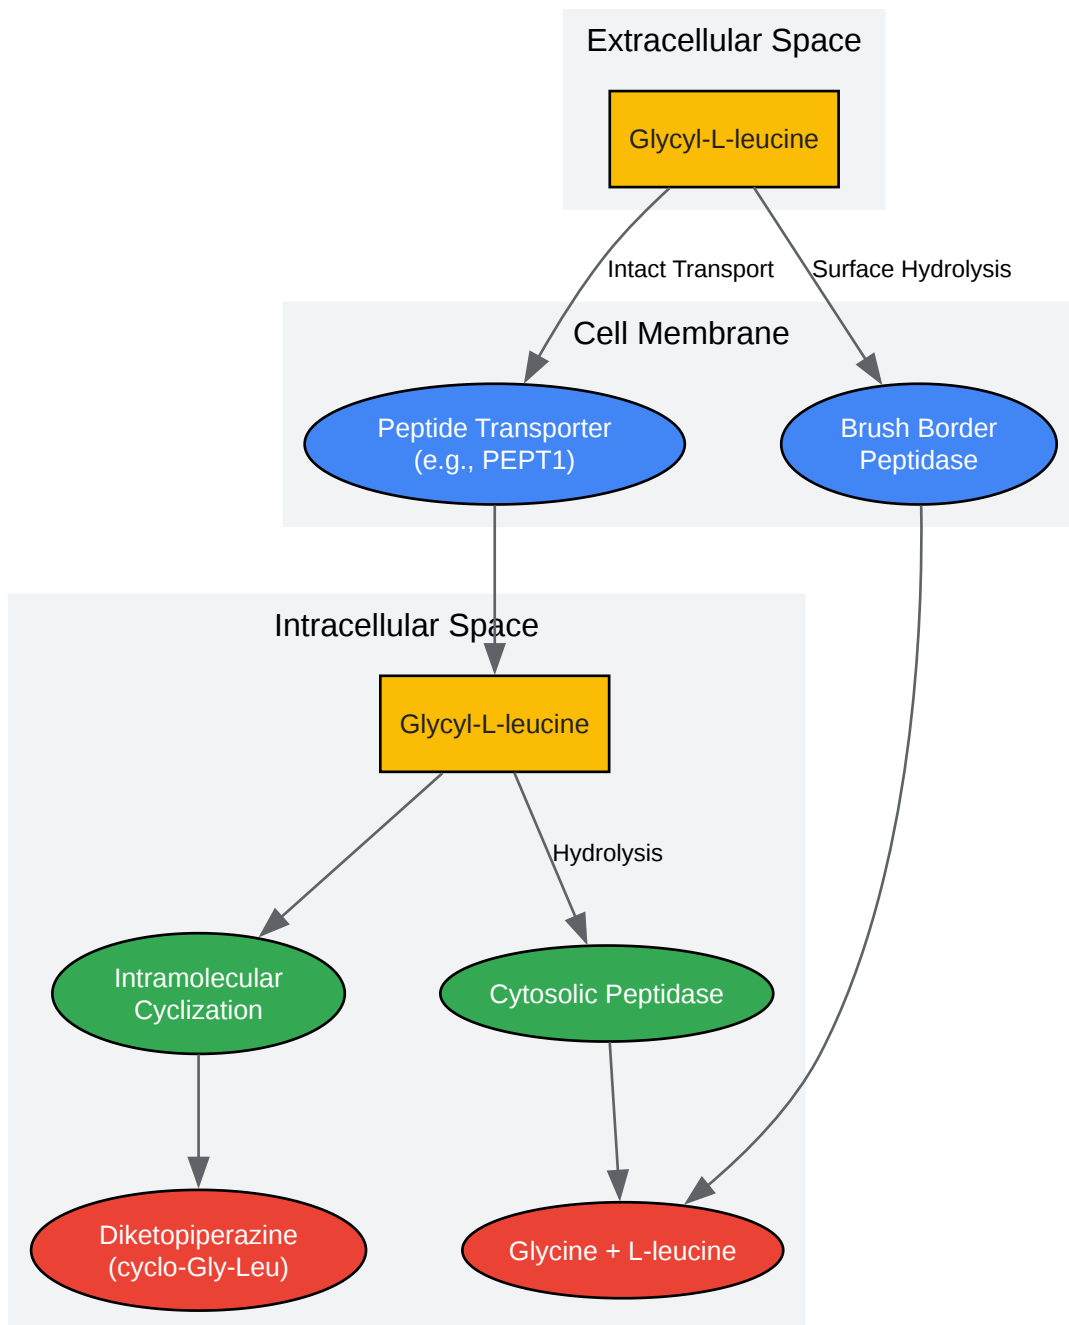 Extracellular Space
Glycyl-L-leucine
Intact Transport
Surface Hydrolysis
Cell Membrane
Peptide Transporter
(e.g., PEPT1)
Brush Border
Peptidase
Intracellular Space
Glycyl-L-leucine
Hydrolysis
Intramolecular
Cyclization
Cytosolic Peptidase
Diketopiperazine
(cyclo-Gly-Leu)
Glycine + L-leucine